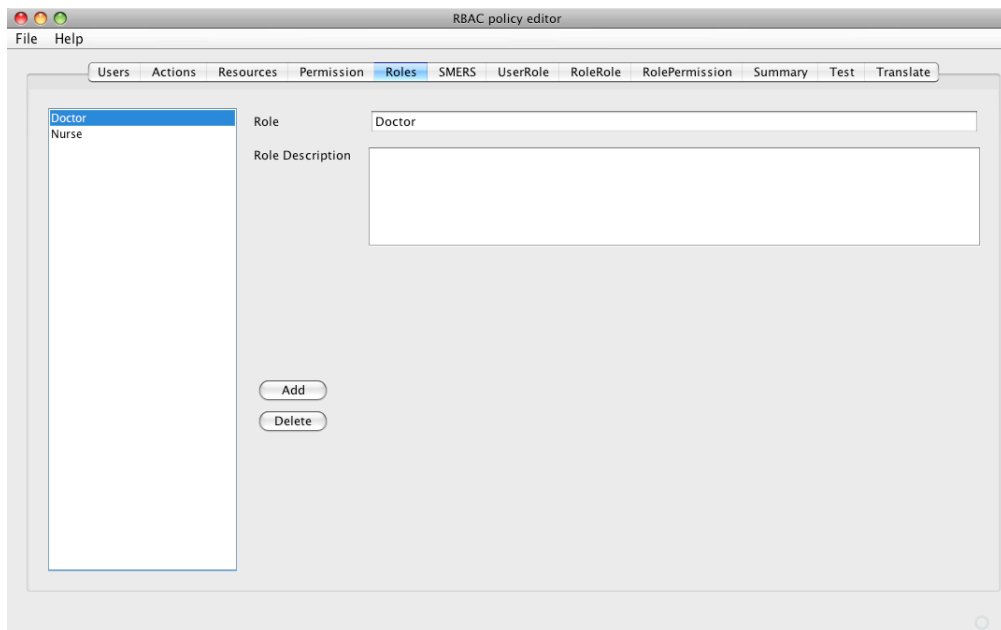 RBAC policy editor
File Help
Users Actions Resources Permission Roles SMERS UserRole RoleRole RolePermission Summary Test Translate
Doctor
Nurse
Role Doctor
Role Description
Add
Delete